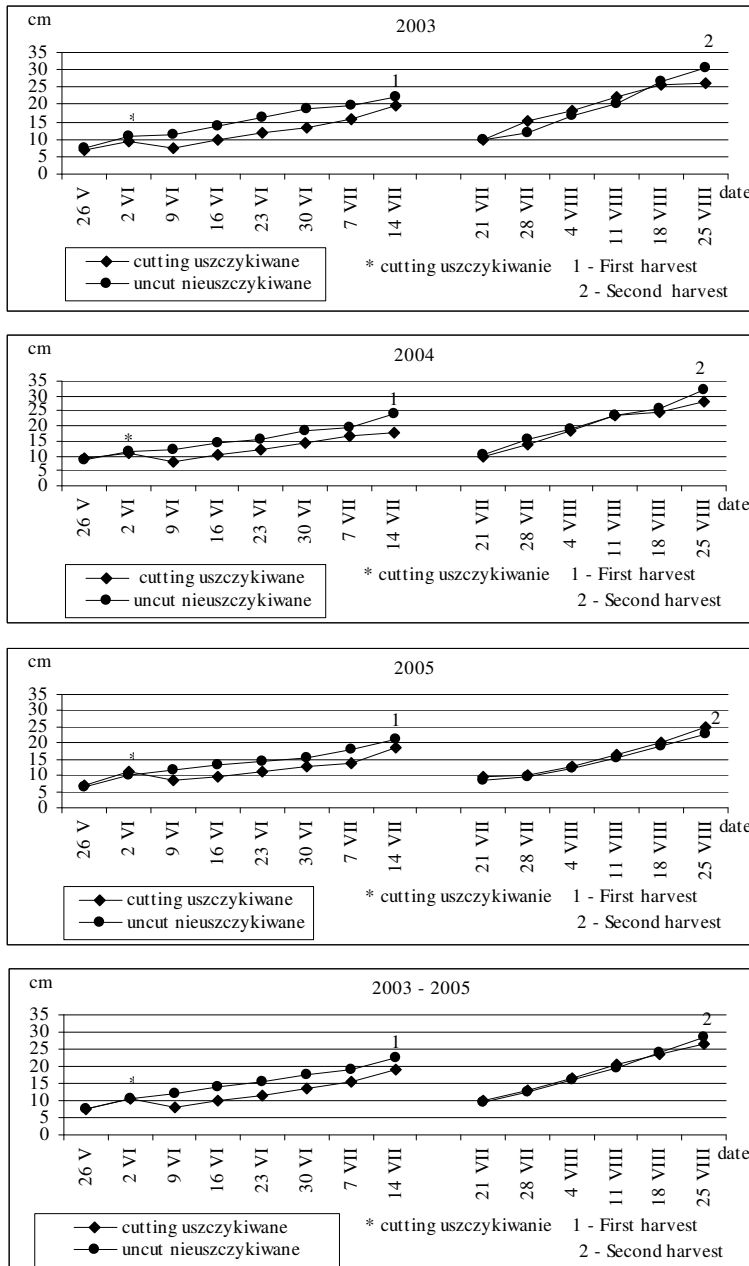 cm
2003
35
30
25
20
15
10
5
0
*
1
2
26 V
2 VI
9 VI
16 VI
23 VI
30 VI
7 VII
14 VII
21 VII
28 VII
4 VIII
11 VIII
18 VIII
25 VIII
date
cutting uszczykiwane
uncut nieuszczykiwane
* cutting uszczykiwanie 1 - First harvest
2 - Second harvest
cm
2004
35
30
25
20
15
10
5
0
*
1
2
26 V
2 VI
9 VI
16 VI
23 VI
30 VI
7 VII
14 VII
21 VII
28 VII
4 VIII
11 VIII
18 VIII
25 VIII
date
cutting uszczykiwane
uncut nieuszczykiwane
* cutting uszczykiwanie 1 - First harvest
2 - Second harvest
cm
2005
35
30
25
20
15
10
5
0
*
1
2
26 V
2 VI
9 VI
16 VI
23 VI
30 VI
7 VII
14 VII
21 VII
28 VII
4 VIII
11 VIII
18 VIII
25 VIII
date
cutting uszczykiwane
uncut nieuszczykiwane
* cutting uszczykiwanie 1 - First harvest
2 - Second harvest
cm
2003 - 2005
35
30
25
20
15
10
5
0
*
1
2
26 V
2 VI
9 VI
16 VI
23 VI
30 VI
7 VII
14 VII
21 VII
28 VII
4 VIII
11 VIII
18 VIII
25 VIII
date
cutting uszczykiwane
uncut nieuszczykiwane
* cutting uszczykiwanie 1 - First harvest
2 - Second harvest